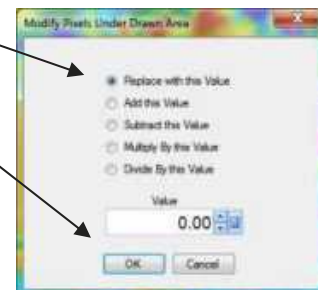 Modify Pixels Under Drawn Area
Replace with this Value
Add this Value
Subtract this Value
Multiply By this Value
Divide By this Value
Value
0.00
OK Cancel